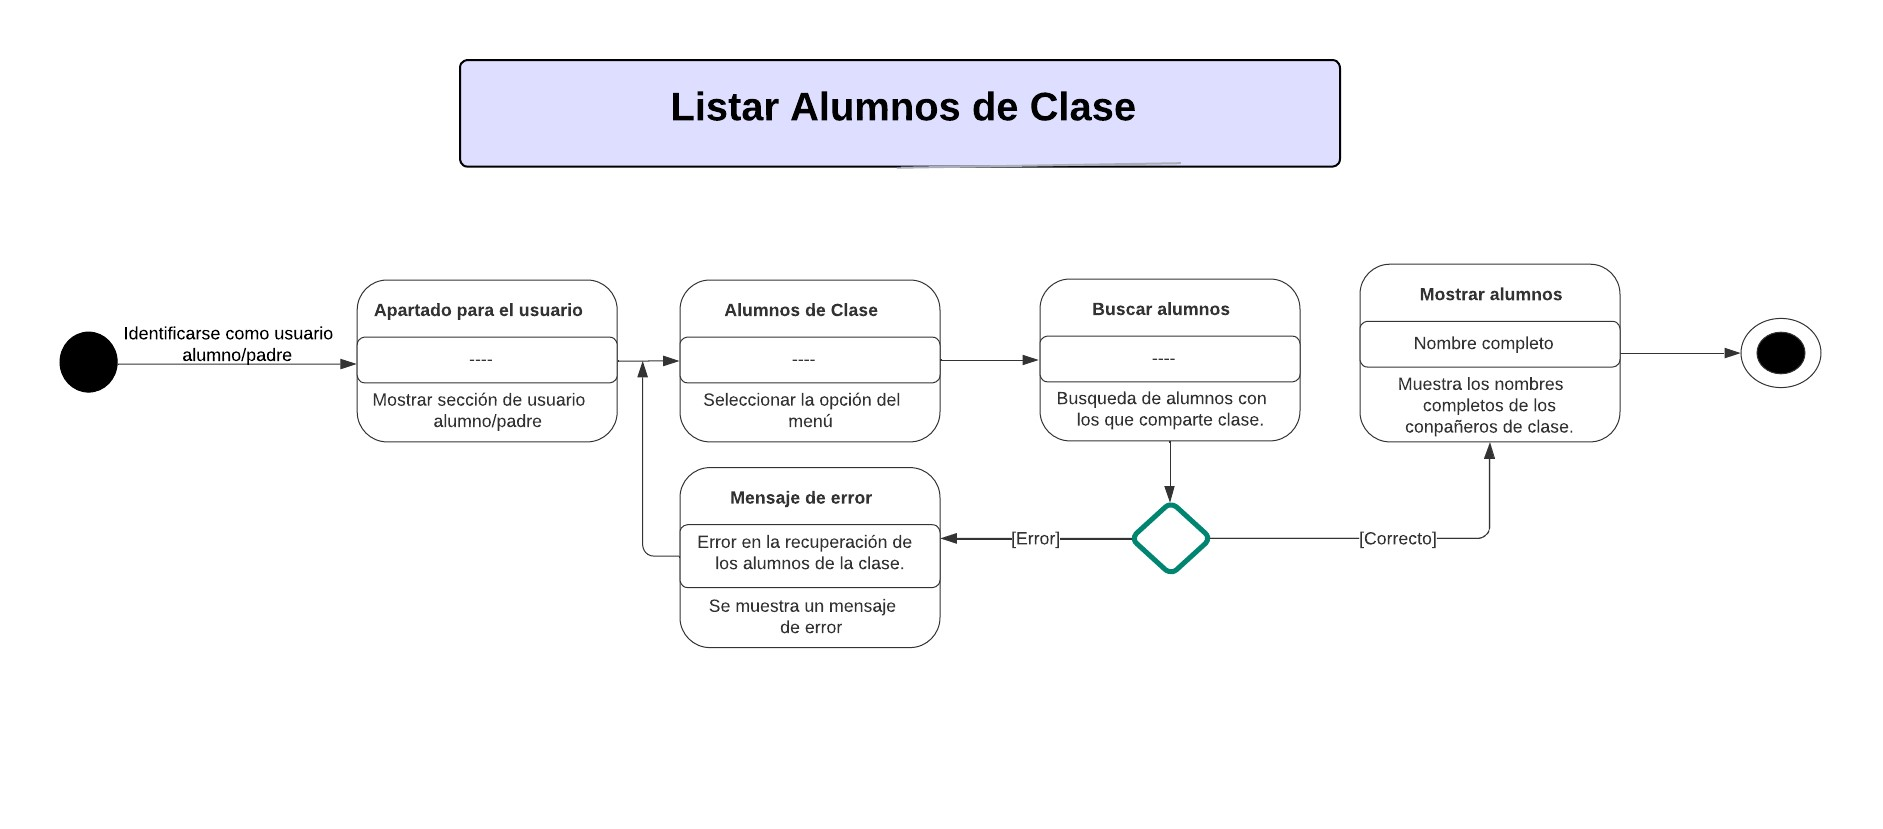 Listar Alumnos de Clase
Identificarse como usuario
alumno/padre
Apartado para el usuario
----
Mostrar sección de usuario
alumno/padre
Alumnos de Clase
----
Seleccionar la opción del
menú
Buscar alumnos
----
Busqueda de alumnos con
los que comparte clase.
Mostrar alumnos
Nombre completo
Muestra los nombres
completos de los
conpañeros de clase.
Mensaje de error
Error en la recuperación de
los alumnos de la clase.
Se muestra un mensaje
de error
[Error]
[Correcto]